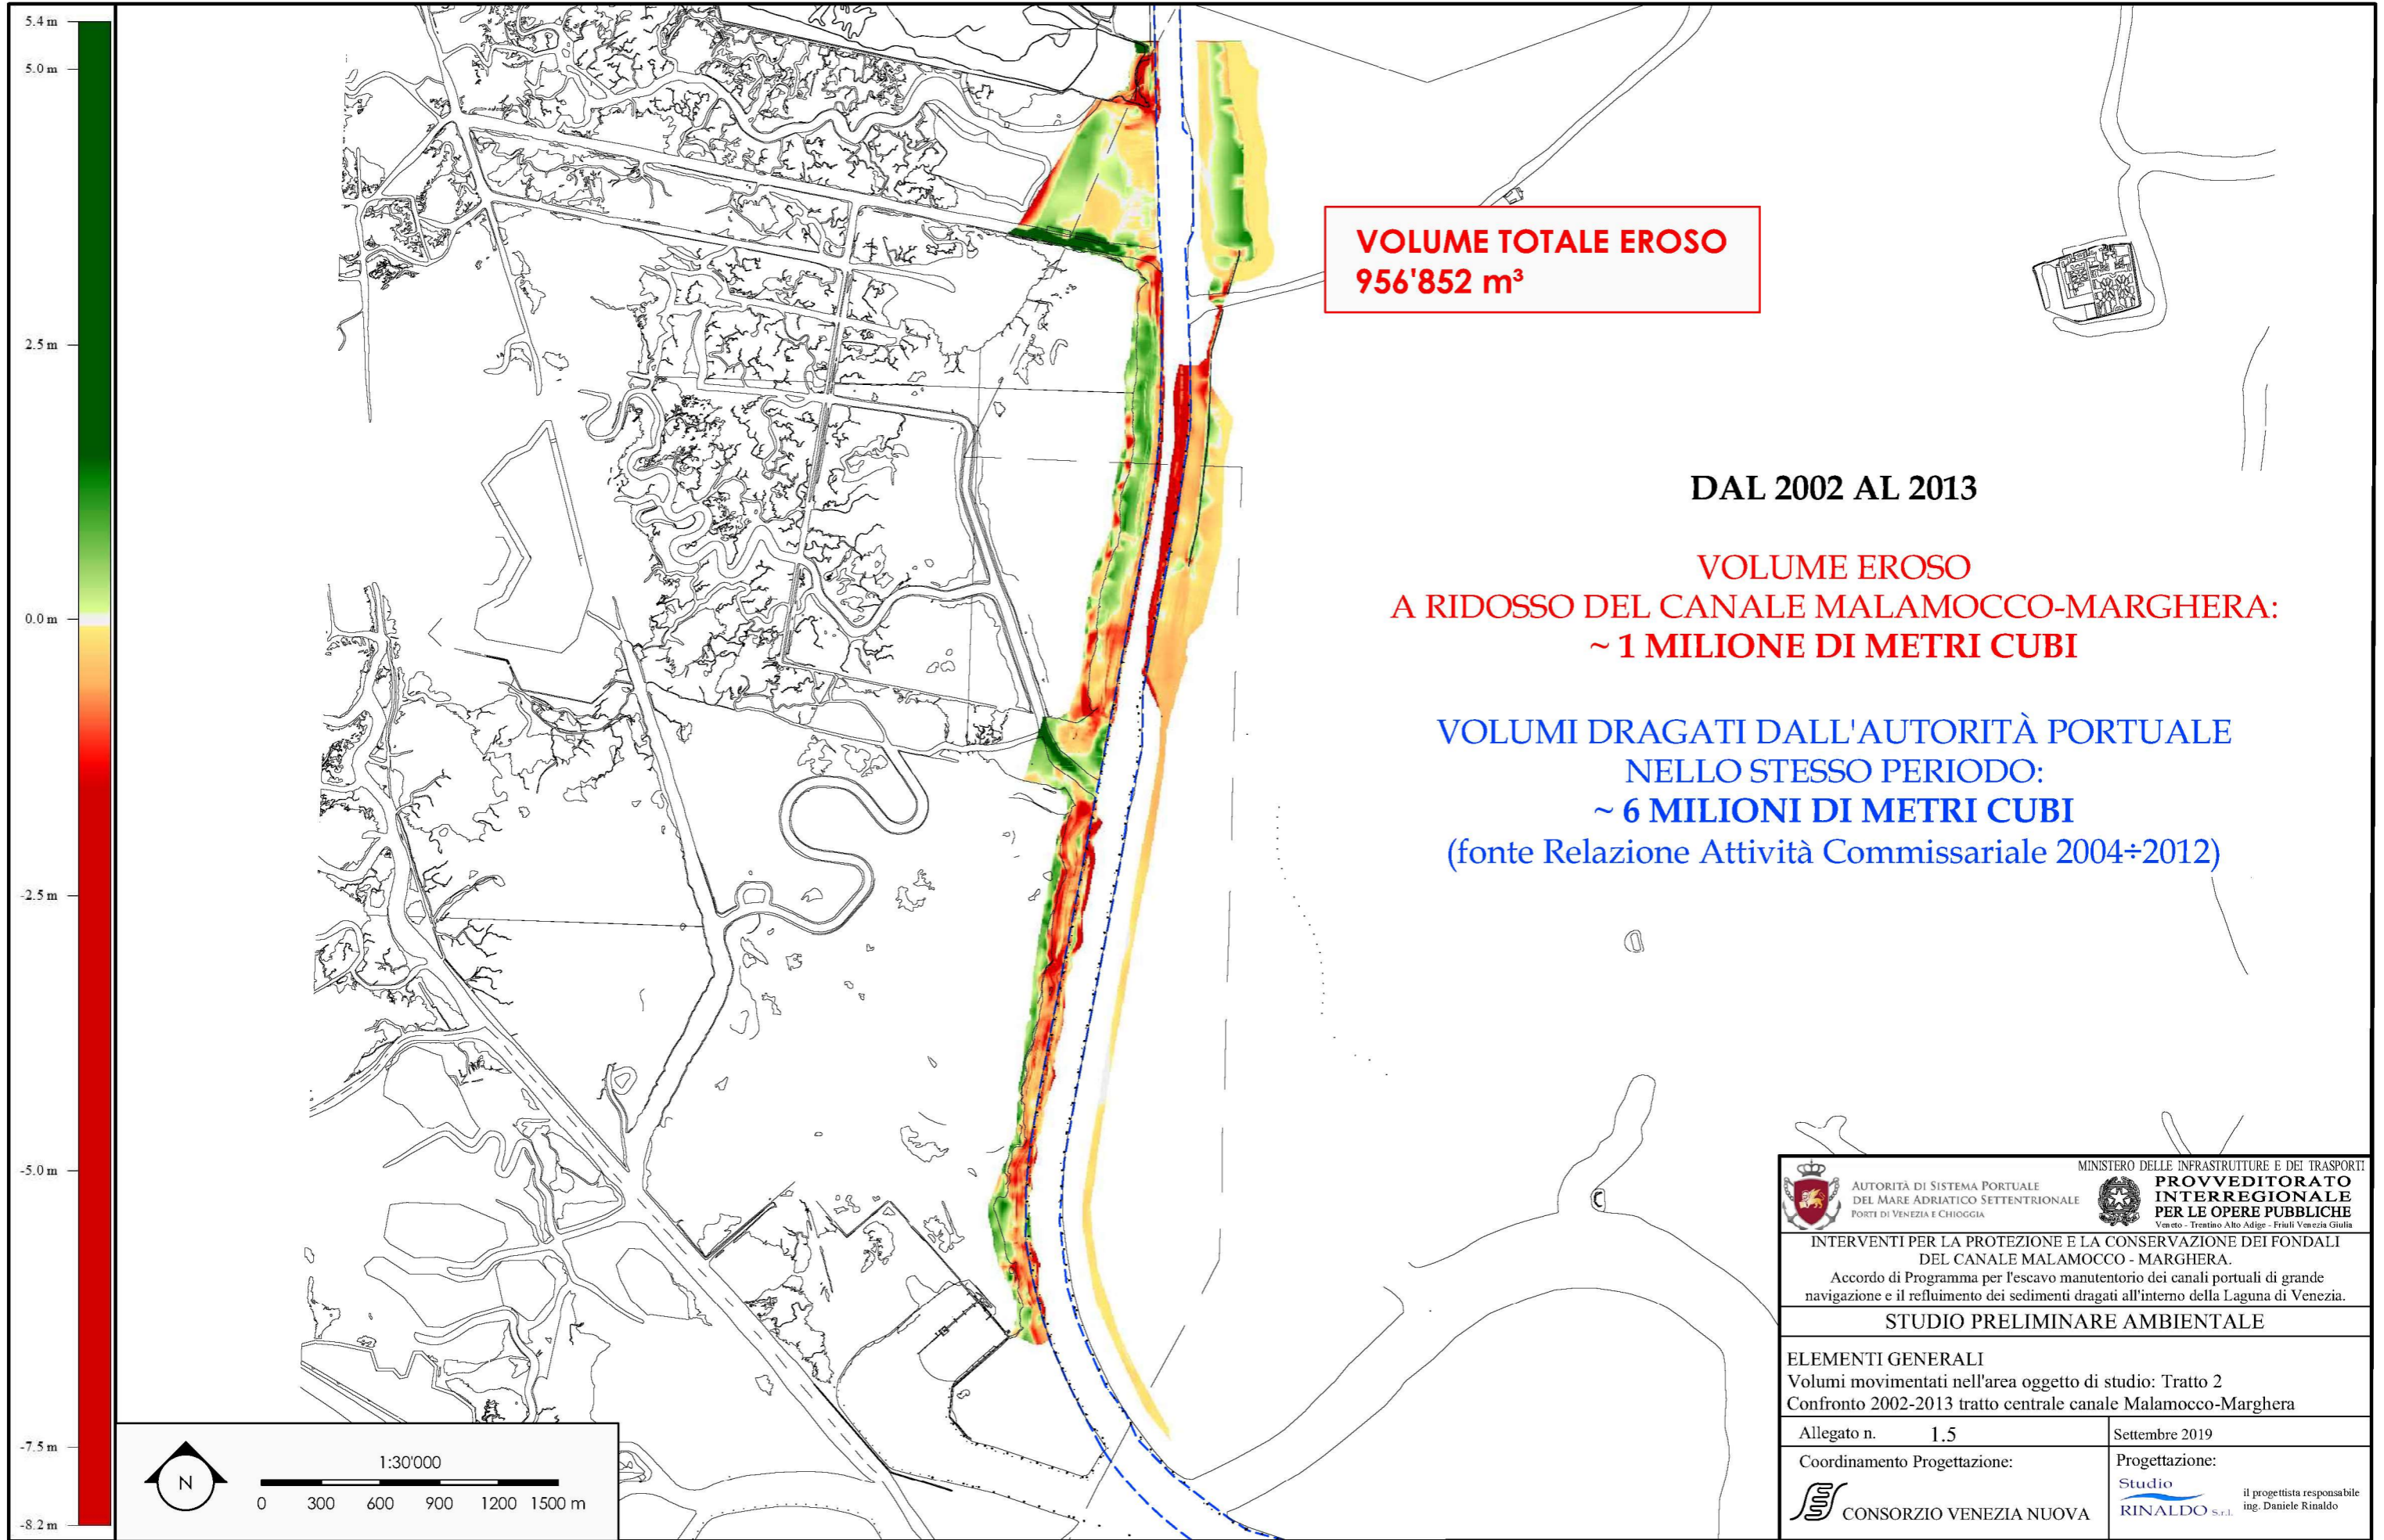 5.4 m
5.0 m
2.5 m
0.0 m
-2.5 m
-5.0 m
-7.5 m
-8.2 m
VOLUME TOTALE EROSO
956'852 m³
DAL 2002 AL 2013
VOLUME EROSO
A RIDOSSO DEL CANALE MALAMOCCO-MARGHERA:
~ 1 MILIONE DI METRI CUBI
VOLUMI DRAGATI DALL'AUTORITÀ PORTUALE
NELLO STESSO PERIODO:
~ 6 MILIONI DI METRI CUBI
(fonte Relazione Attività Commissariale 2004÷2012)
N
1:30'000
0 300 600 900 1200 1500 m
AUTORITÀ DI SISTEMA PORTUALE
DEL MARE ADRIATICO SETTENTRIONALE
PORTI DI VENEZIA E CHIOGGIA
MINISTERO DELLE INFRASTRUTTURE E DEI TRASPORTI
PROVVEDITORATO
INTERREGIONALE
PER LE OPERE PUBBLICHE
Veneto - Trentino Alto Adige - Friuli Venezia Giulia
INTERVENTI PER LA PROTEZIONE E LA CONSERVAZIONE DEI FONDALI
DEL CANALE MALAMOCCO - MARGHERA.
Accordo di Programma per l'escavo manutentorio dei canali portuali di grande
navigazione e il refluimento dei sedimenti dragati all'interno della Laguna di Venezia.
STUDIO PRELIMINARE AMBIENTALE
ELEMENTI GENERALI
Volumi movimentati nell'area oggetto di studio: Tratto 2
Confronto 2002-2013 tratto centrale canale Malamocco-Marghera
Allegato n. 1.5
Settembre 2019
Coordinamento Progettazione:
CONSORZIO VENEZIA NUOVA
Progettazione:
Studio
RINALDO s.r.l.
il progettista responsabile
ing. Daniele Rinaldo